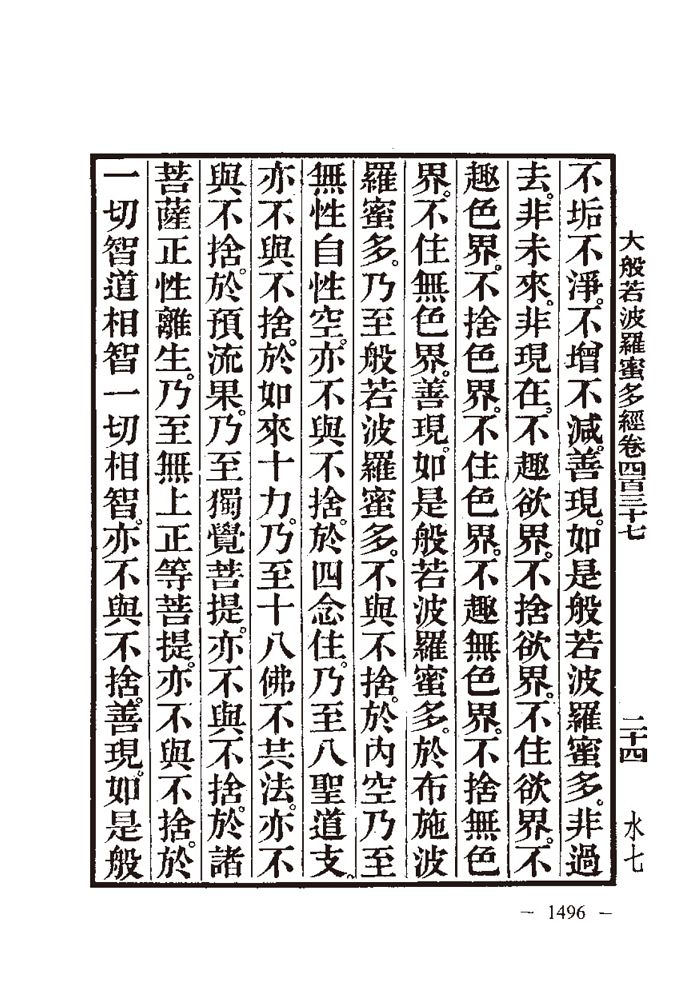 大般若波羅蜜多經卷四百三十七 二十四 水七
不垢不淨。不增不減。善現。如是般若波羅蜜多。非過
去。非未來。非現在。不趣欲界。不捨欲界。不住欲界。不
趣色界。不捨色界。不住色界。不趣無色界。不捨無色
界。不住無色界。善現。如是般若波羅蜜多。於布施波
羅蜜多。乃至般若波羅蜜多。不與不捨。於內空乃至
無性自性空。亦不與不捨。於四念住。乃至八聖道支。
亦不與不捨。於如來十力。乃至十八佛不共法。亦不
與不捨。於預流果。乃至獨覺菩提。亦不與不捨。於諸
菩薩正性離生。乃至無上正等菩提。亦不與不捨。於
一切智道相智一切相智。亦不與不捨。善現。如是般
– 1496 –